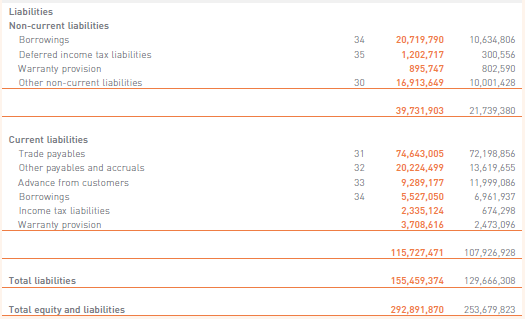 Liabilities
Non-current liabilities
Borrowings 34 20,719,790 10,634,806
Deferred income tax liabilities 35 1,202,717 300,556
Warranty provision 895,747 802,590
Other non-current liabilities 30 16,913,649 10,001,428
39,731,903 21,739,380
Current liabilities
Trade payables 31 74,643,005 72,198,856
Other payables and accruals 32 20,224,499 13,619,655
Advance from customers 33 9,289,177 11,999,086
Borrowings 34 5,527,050 6,961,937
Income tax liabilities 2,335,124 674,298
Warranty provision 3,708,616 2,473,096
115,727,471 107,926,928
Total liabilities 155,459,374 129,666,308
Total equity and liabilities 292,891,870 253,679,823